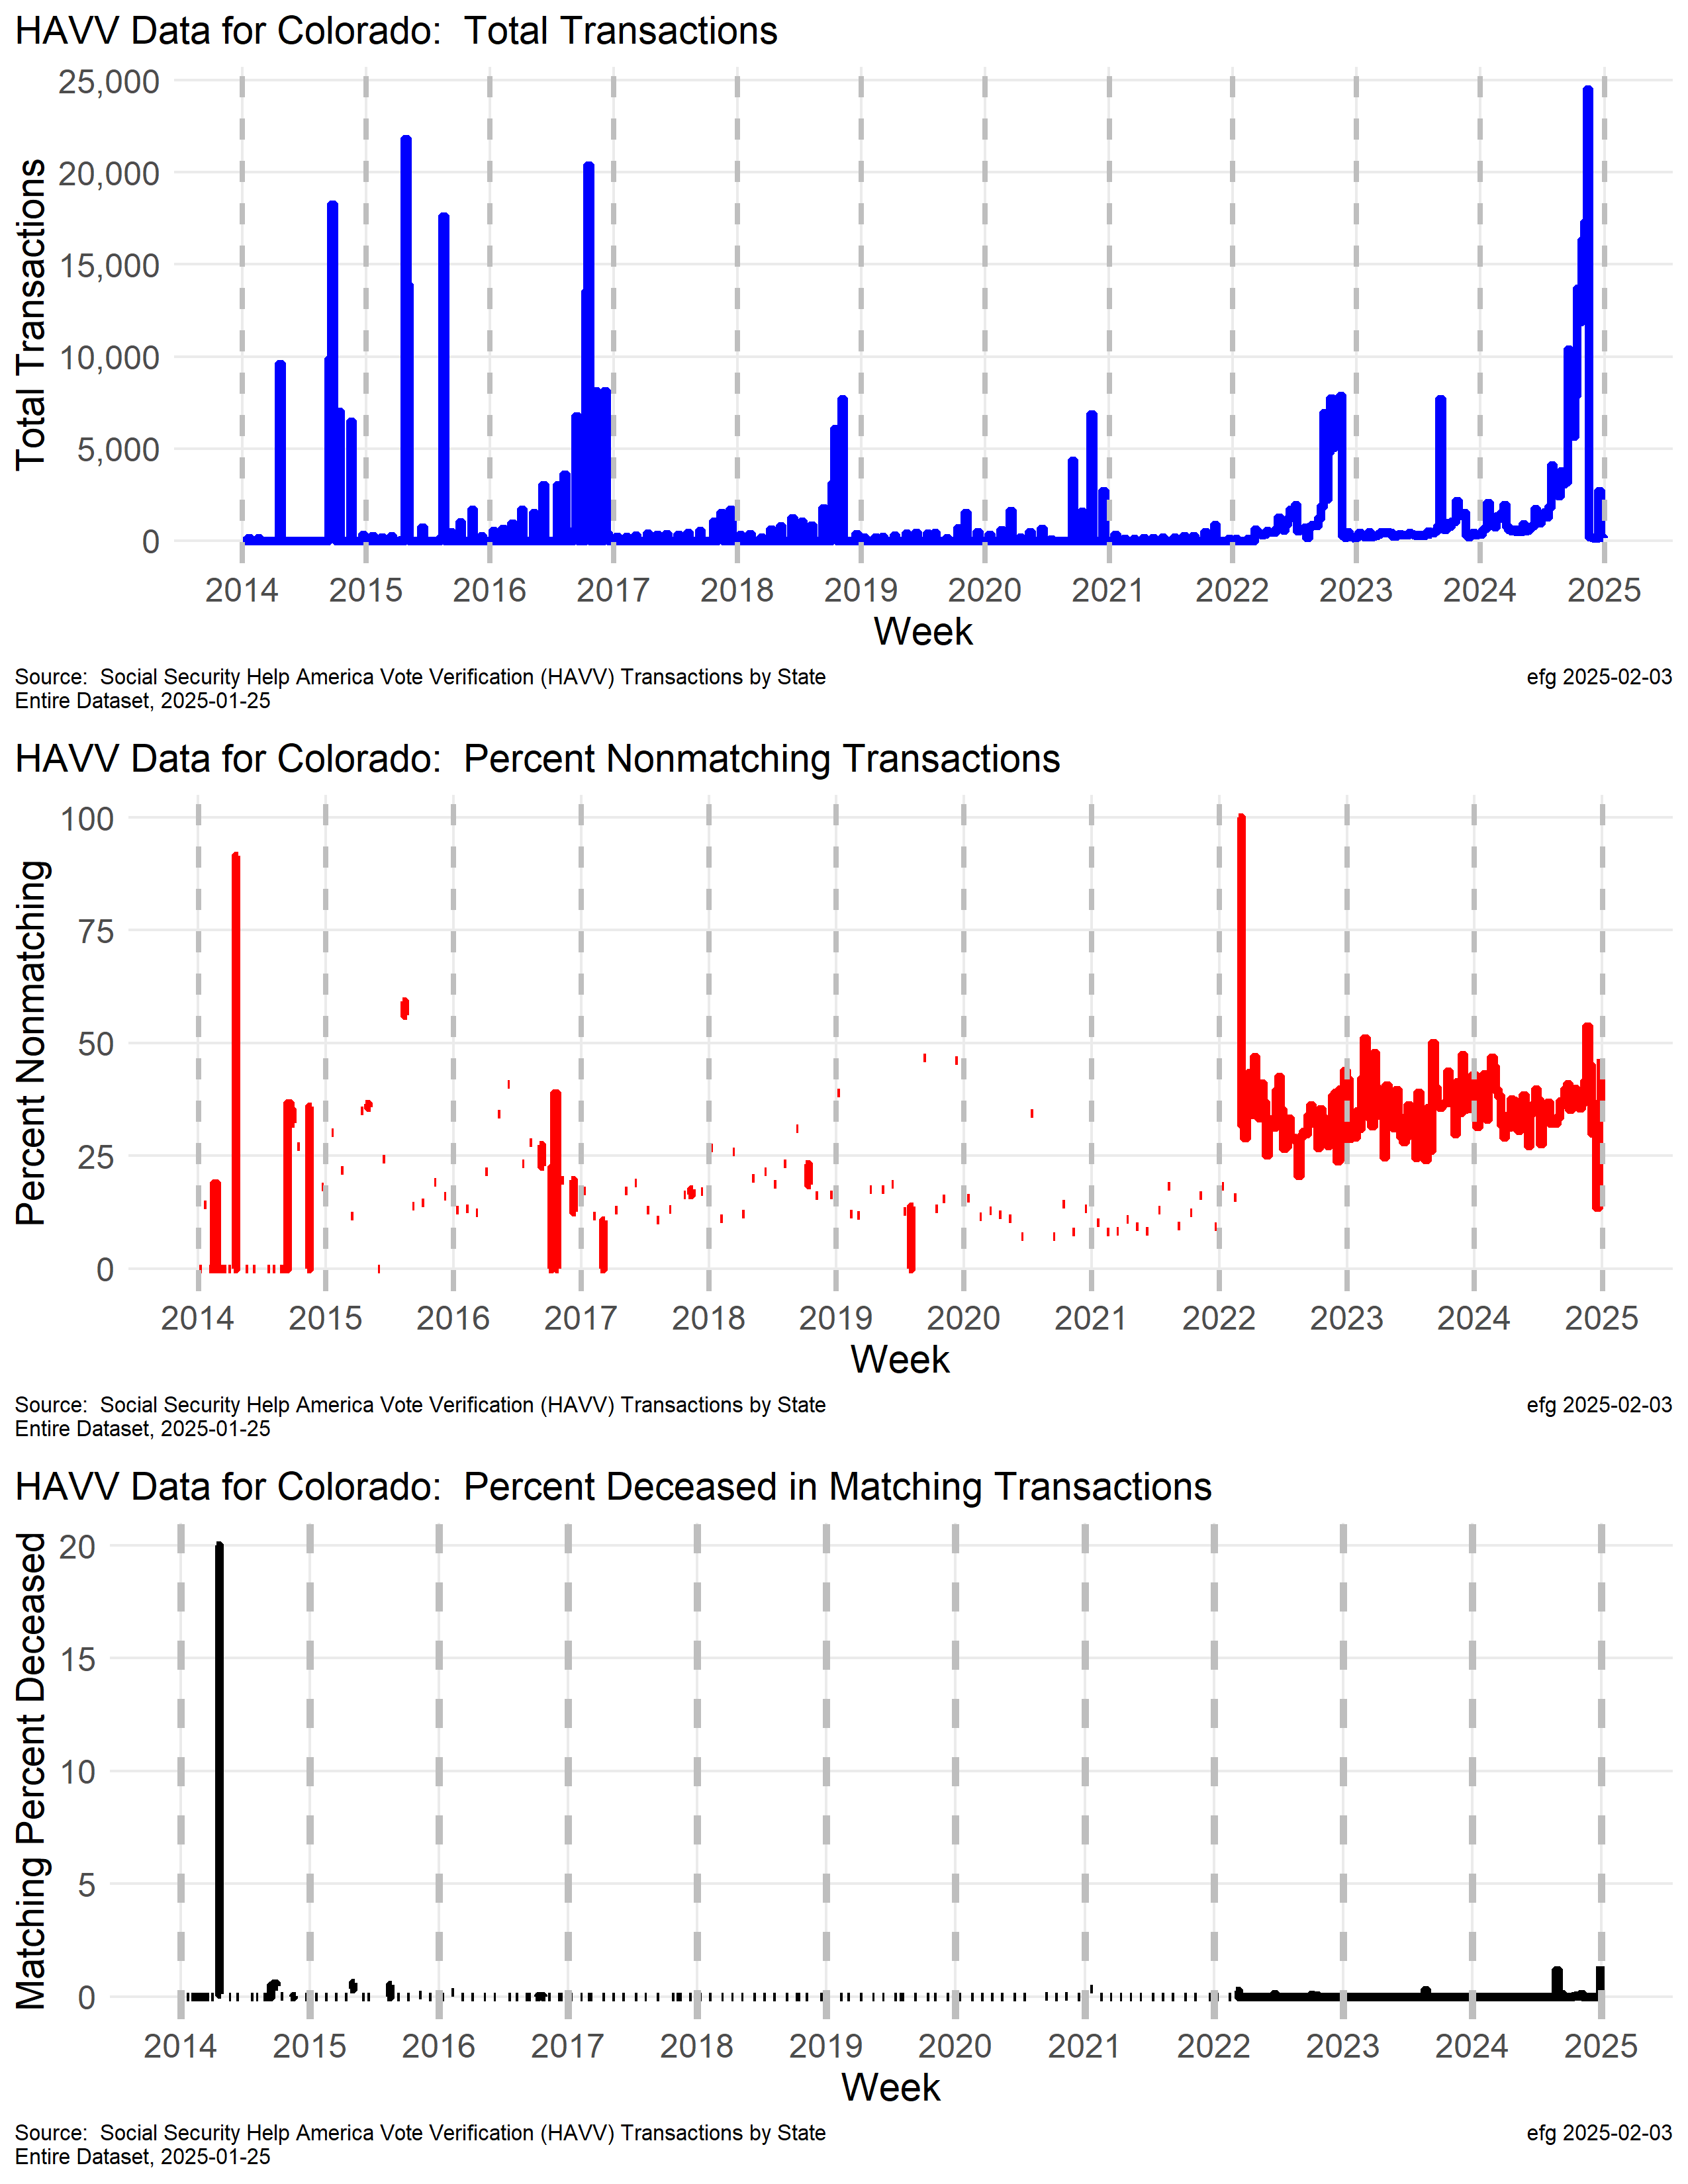 HAVV Data for Colorado:  Total Transactions
Total Transactions
25,000
20,000
15,000
10,000
5,000
0
2014 2015 2016 2017 2018 2019 2020 2021 2022 2023 2024 2025
Week
Source:  Social Security Help America Vote Verification (HAVV) Transactions by State
Entire Dataset, 2025-01-25
efg 2025-02-03
HAVV Data for Colorado:  Percent Nonmatching Transactions
Percent Nonmatching
100
75
50
25
0
2014 2015 2016 2017 2018 2019 2020 2021 2022 2023 2024 2025
Week
Source:  Social Security Help America Vote Verification (HAVV) Transactions by State
Entire Dataset, 2025-01-25
efg 2025-02-03
HAVV Data for Colorado:  Percent Deceased in Matching Transactions
Matching Percent Deceased
20
15
10
5
0
2014 2015 2016 2017 2018 2019 2020 2021 2022 2023 2024 2025
Week
Source:  Social Security Help America Vote Verification (HAVV) Transactions by State
Entire Dataset, 2025-01-25
efg 2025-02-03